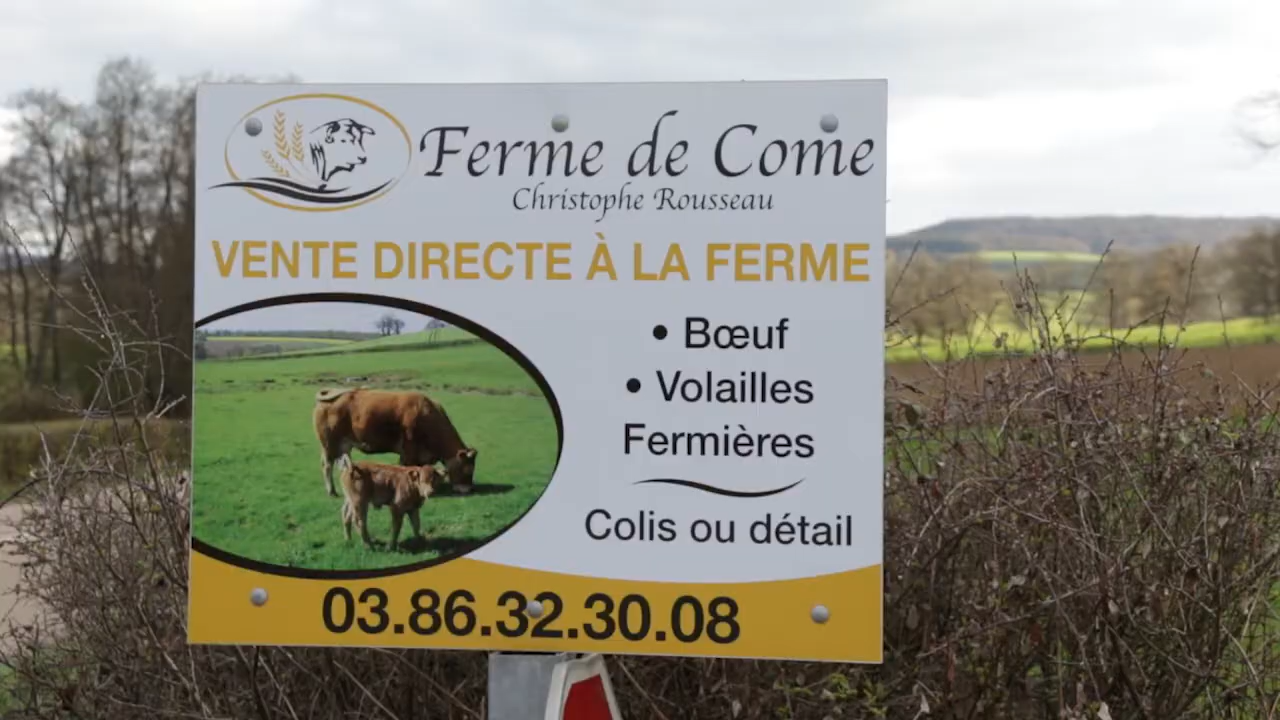 Ferme de Come
Christophe Rousseau
VENTE DIRECTE À LA FERME
• Bœuf
• Volailles
Fermières
Colis ou détail
03.86.32.30.08